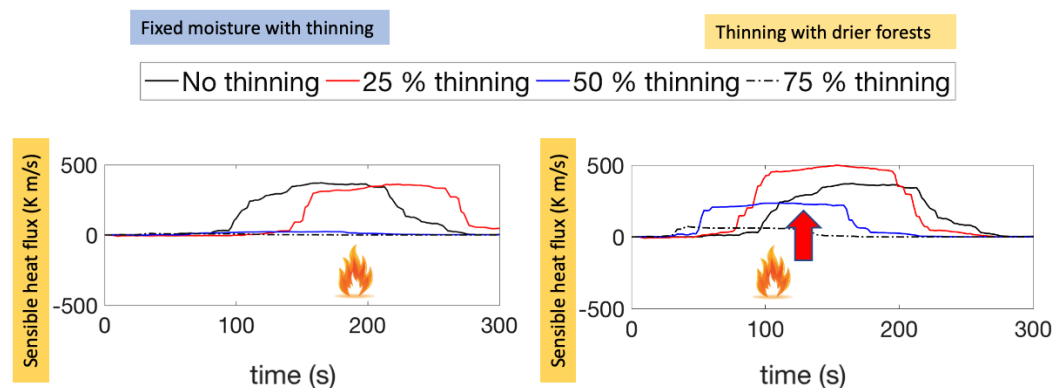 Fixed moisture with thinning
Thinning with drier forests
No thinning 25 % thinning 50 % thinning 75 % thinning
Sensible heat flux (K m/s)
500
0
-500
0 100 200 300
time (s)
Sensible heat flux (K m/s)
500
0
-500
0 100 200 300
time (s)